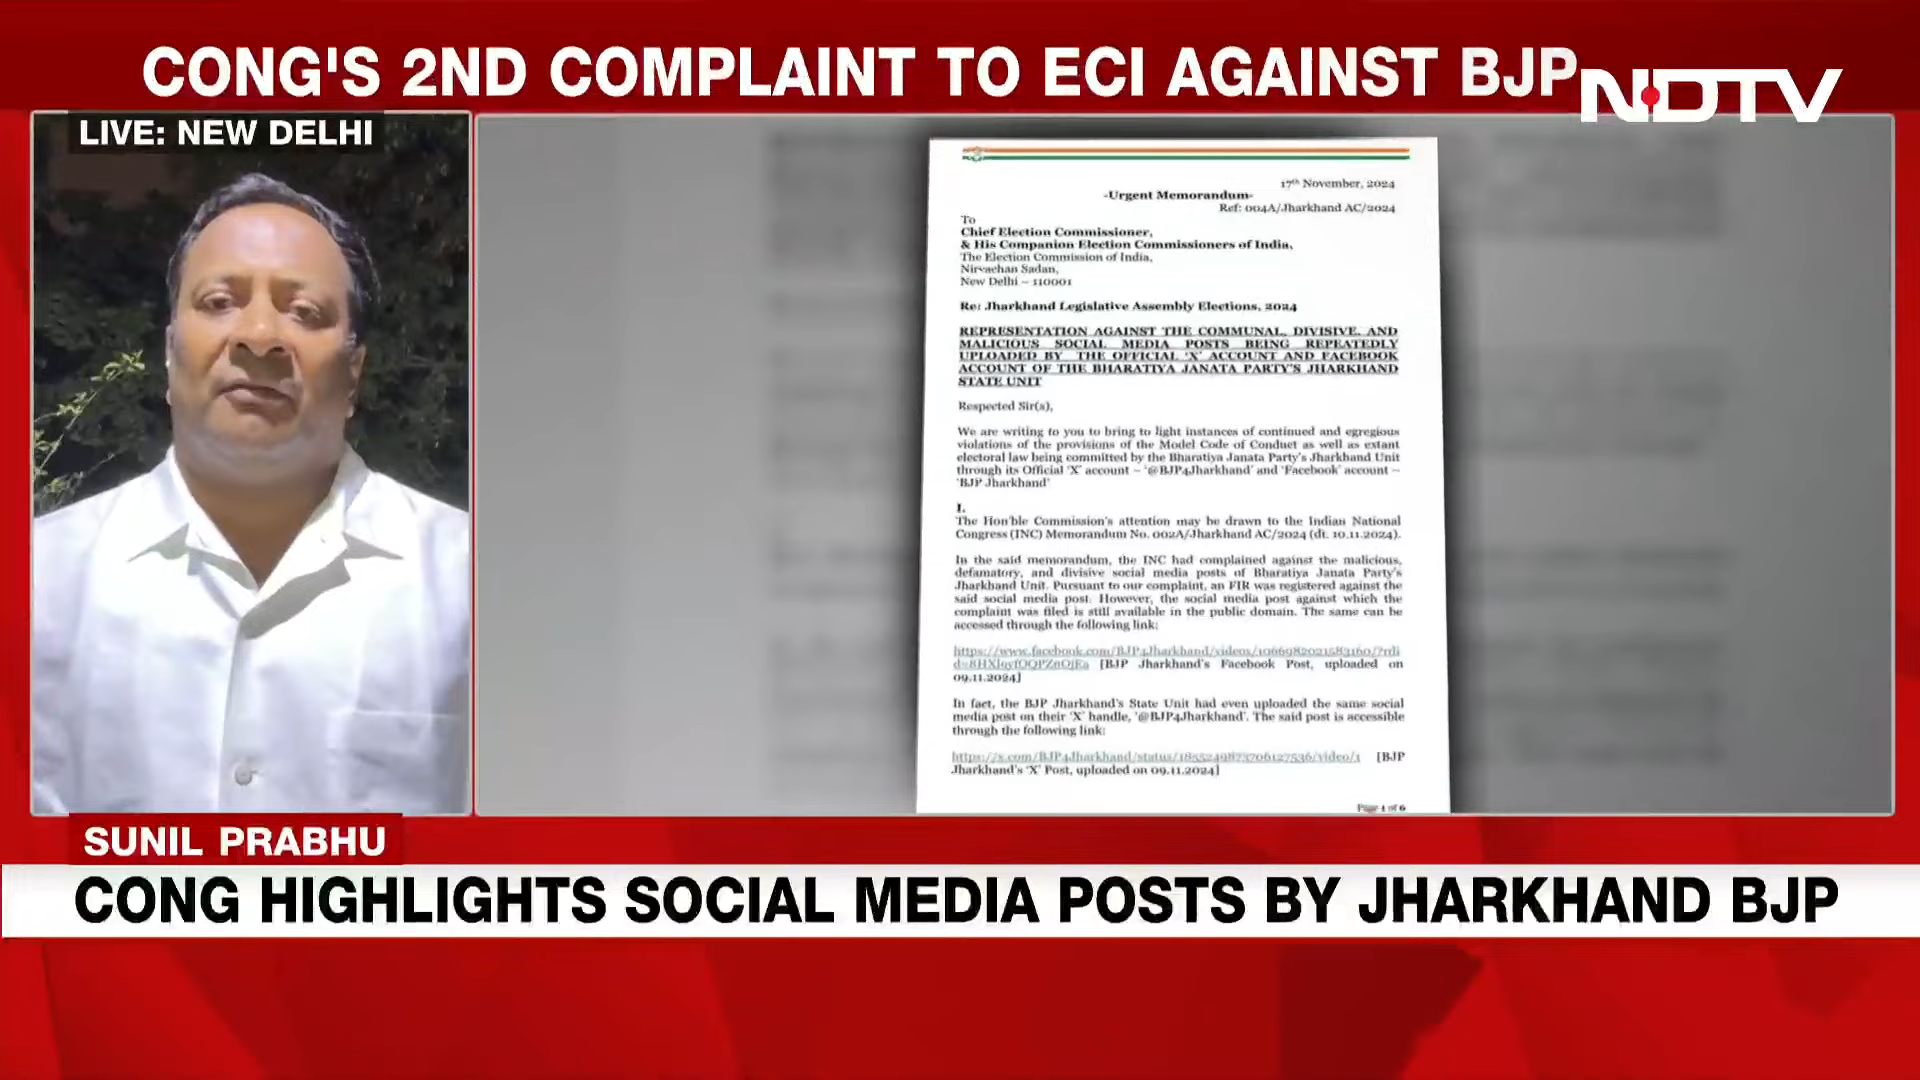 CONG'S 2ND COMPLAINT TO ECI AGAINST BJP
NDTV
LIVE: NEW DELHI
17th November, 2024
-Urgent Memorandum-
Ref: 004A/Jharkhand AC/2024
To
Chief Election Commissioner,
& His Companion Election Commissioners of India,
The Election Commission of India,
Nirvachan Sadan,
New Delhi – 110001
Re: Jharkhand Legislative Assembly Elections, 2024
REPRESENTATION AGAINST THE COMMUNAL, DIVISIVE, AND
MALICIOUS SOCIAL MEDIA POSTS BEING REPEATEDLY
UPLOADED BY THE OFFICIAL 'X' ACCOUNT AND FACEBOOK
ACCOUNT OF THE BHARATIYA JANATA PARTY'S JHARKHAND
STATE UNIT
Respected Sir(s),
We are writing to you to bring to light instances of continued and egregious
violations of the provisions of the Model Code of Conduct as well as extant
electoral law being committed by the Bharatiya Janata Party's Jharkhand Unit
through its Official 'X' account – '@BJP4Jharkhand' and 'Facebook' account –
'BJP Jharkhand'
I.
The Hon'ble Commission's attention may be drawn to the Indian National
Congress (INC) Memorandum No. 002A/Jharkhand AC/2024 (dt. 10.11.2024).
In the said memorandum, the INC had complained against the malicious,
defamatory, and divisive social media posts of Bharatiya Janata Party's
Jharkhand Unit. Pursuant to our complaint, an FIR was registered against the
said social media post. However, the social media post against which the
complaint was filed is still available in the public domain. The same can be
accessed through the following link:
[BJP Jharkhand's Facebook Post, uploaded on
09.11.2024]
In fact, the BJP Jharkhand's State Unit had even uploaded the same social
media post on their 'X' handle, '@BJP4Jharkhand'. The said post is accessible
through the following link:
[BJP
Jharkhand's 'X' Post, uploaded on 09.11.2024]
Page 1 of 6
SUNIL PRABHU
CONG HIGHLIGHTS SOCIAL MEDIA POSTS BY JHARKHAND BJP